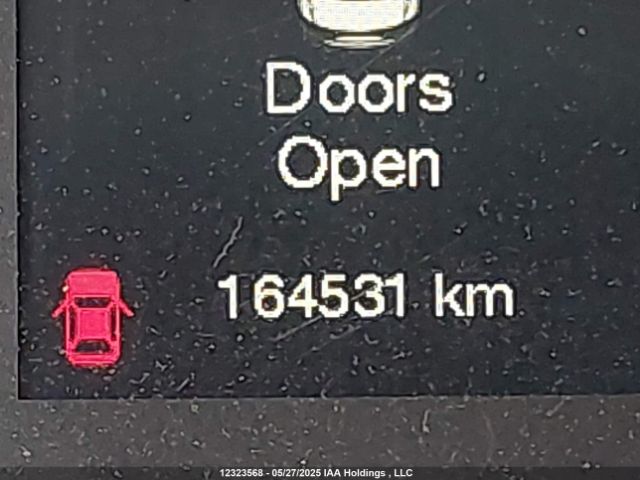 Doors
Open
164531 km
12323568 - 05/27/2025 IAA Holdings , LLC